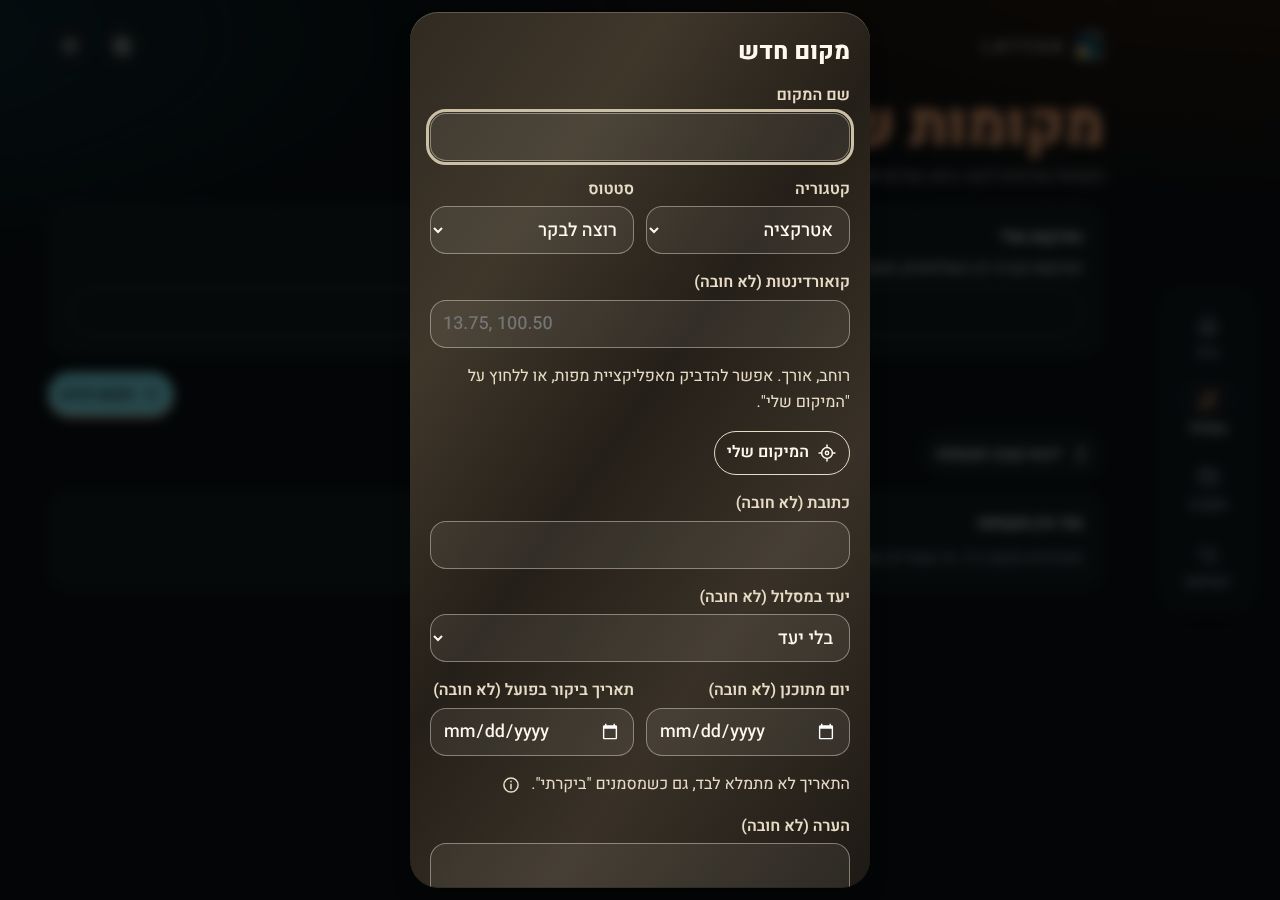 מקום חדש
שם המקום
קטגוריה
סטטוס
אטרקציה
רוצה לבקר
קואורדינטות (לא חובה)
13.75, 100.50
רוחב, אורך. אפשר להדביק מאפליקציית מפות, או ללחוץ על
"המיקום שלי".
המיקום שלי
כתובת (לא חובה)
יעד במסלול (לא חובה)
בלי יעד
יום מתוכנן (לא חובה)
תאריך ביקור בפועל (לא חובה)
mm/dd/yyyy
mm/dd/yyyy
התאריך לא מתמלא לבד, גם כשמסמנים "ביקרתי".
הערה (לא חובה)
מקומות